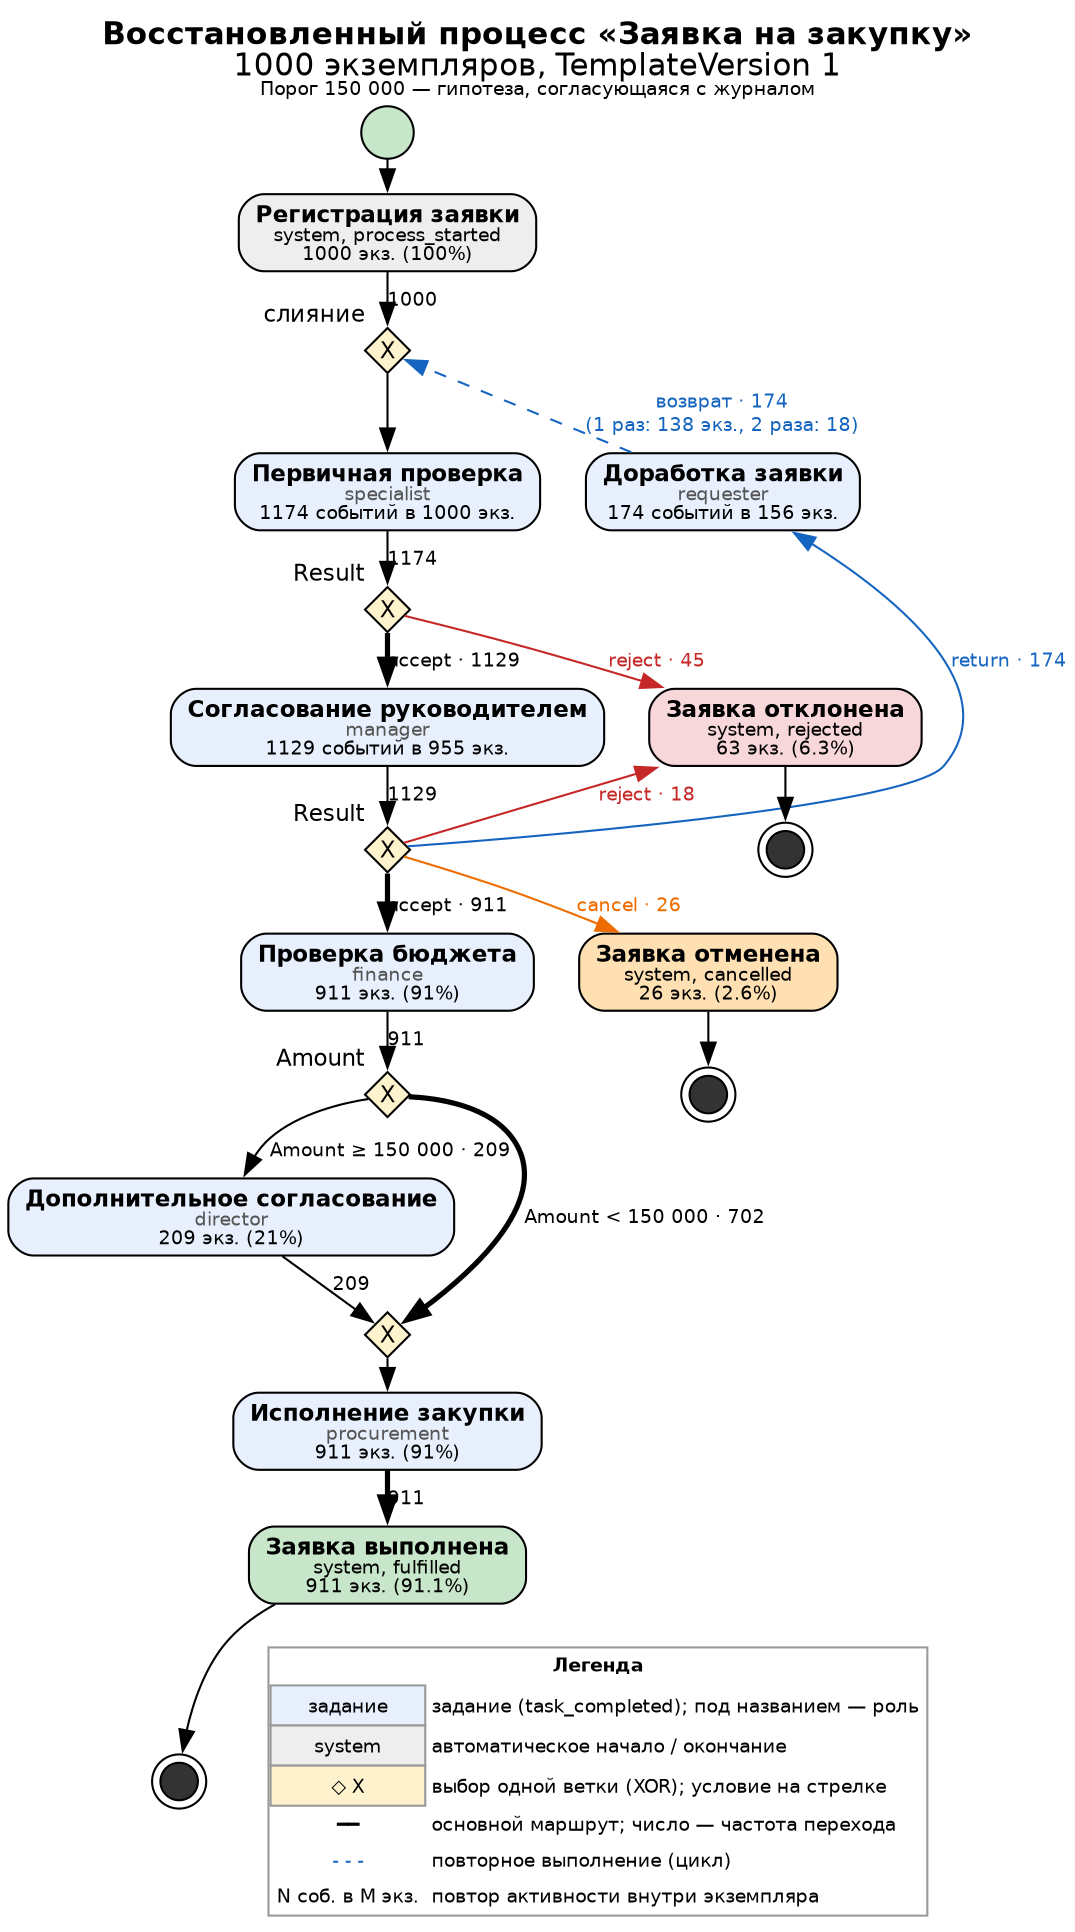 Восстановленный процесс «Заявка на закупку»
1000 экземпляров, TemplateVersion 1
Порог 150 000 — гипотеза, согласующаяся с журналом
Регистрация заявки
system, process_started
1000 экз. (100%)
1000
слияние
X
возврат · 174
(1 раз: 138 экз., 2 раза: 18)
Первичная проверка
specialist
1174 событий в 1000 экз.
Доработка заявки
requester
174 событий в 156 экз.
1174
Result
X
accept · 1129
reject · 45
return · 174
Согласование руководителем
manager
1129 событий в 955 экз.
Заявка отклонена
system, rejected
63 экз. (6.3%)
1129
reject · 18
Result
X
accept · 911
cancel · 26
Проверка бюджета
finance
911 экз. (91%)
Заявка отменена
system, cancelled
26 экз. (2.6%)
911
Amount
X
Amount ≥ 150 000 · 209
Дополнительное согласование
director
209 экз. (21%)
Amount < 150 000 · 702
209
X
Исполнение закупки
procurement
911 экз. (91%)
911
Заявка выполнена
system, fulfilled
911 экз. (91.1%)
Легенда
задание задание (task_completed); под названием — роль
system автоматическое начало / окончание
◇ X выбор одной ветки (XOR); условие на стрелке
━━ основной маршрут; число — частота перехода
- - - повторное выполнение (цикл)
N соб. в M экз. повтор активности внутри экземпляра